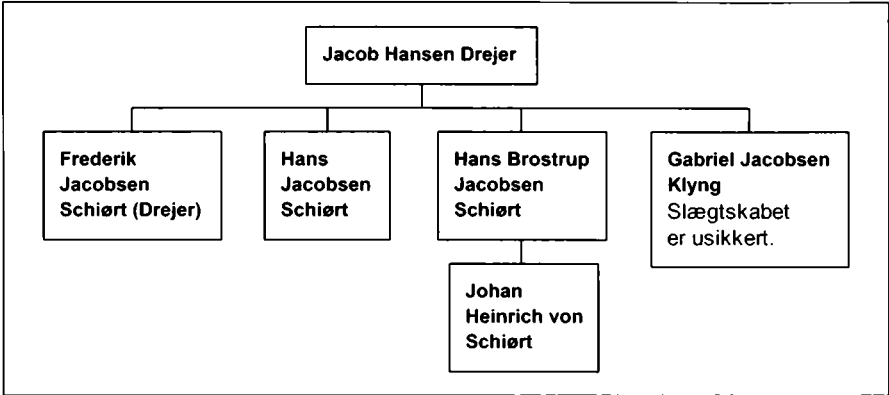 Jacob Hansen Drejer
Frederik
Jacobsen
Schiørt (Drejer)
Hans
Jacobsen
Schiørt
Hans Brostrup
Jacobsen
Schiørt
Gabriel Jacobsen
Klyng
Slægtskabet
er usikkert.
Johan
Heinrich von
Schiørt